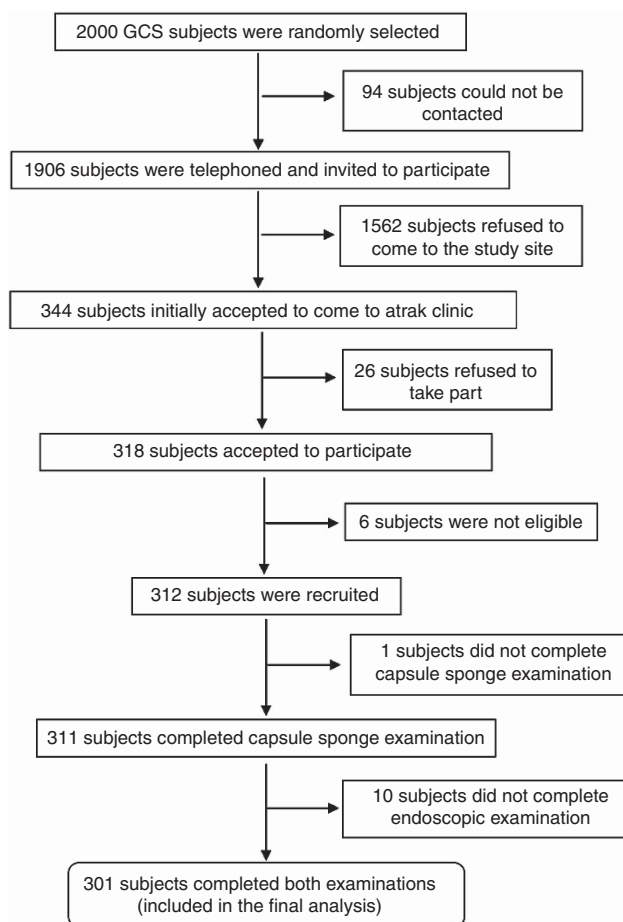 2000 GCS subjects were randomly selected
94 subjects could not be
contacted
1906 subjects were telephoned and invited to participate
1562 subjects refused to
come to the study site
344 subjects initially accepted to come to atrak clinic
26 subjects refused to
take part
318 subjects accepted to participate
6 subjects were not eligible
312 subjects were recruited
1 subjects did not complete
capsule sponge examination
311 subjects completed capsule sponge examination
10 subjects did not complete
endoscopic examination
301 subjects completed both examinations
(included in the final analysis)